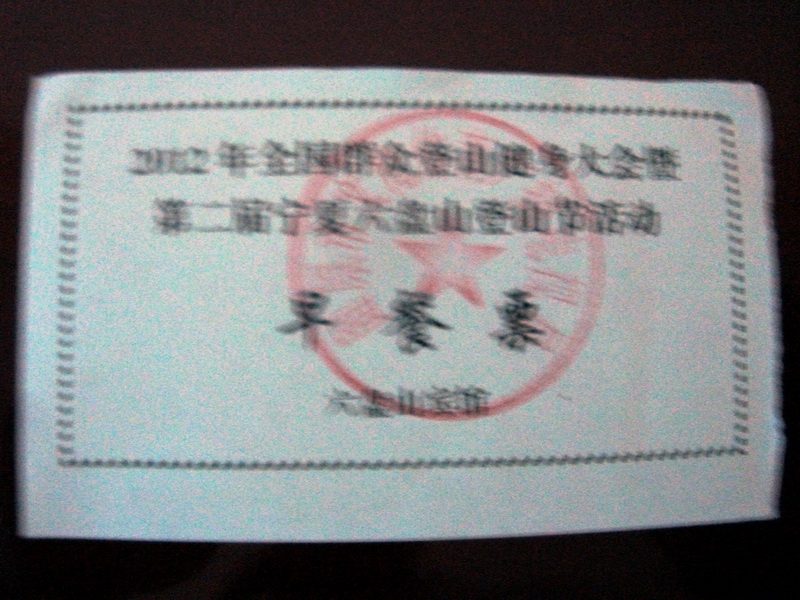 2012年全国群众登山健身大会暨
第二届宁夏六盘山登山节活动
早餐票
六盘山宾馆